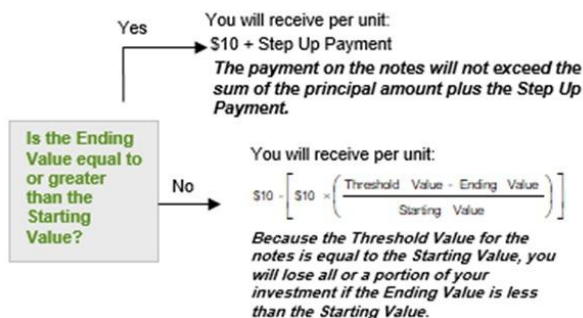 Yes
You will receive per unit:
$10 + Step Up Payment
The payment on the notes will not exceed the
sum of the principal amount plus the Step Up
Payment.
Is the Ending
Value equal to
or greater
than the
Starting
Value?
No
You will receive per unit:
$10 - [ $10 × ( Threshold Value - Ending Value
Starting Value ) ]
Because the Threshold Value for the
notes is equal to the Starting Value, you
will lose all or a portion of your
investment if the Ending Value is less
than the Starting Value.